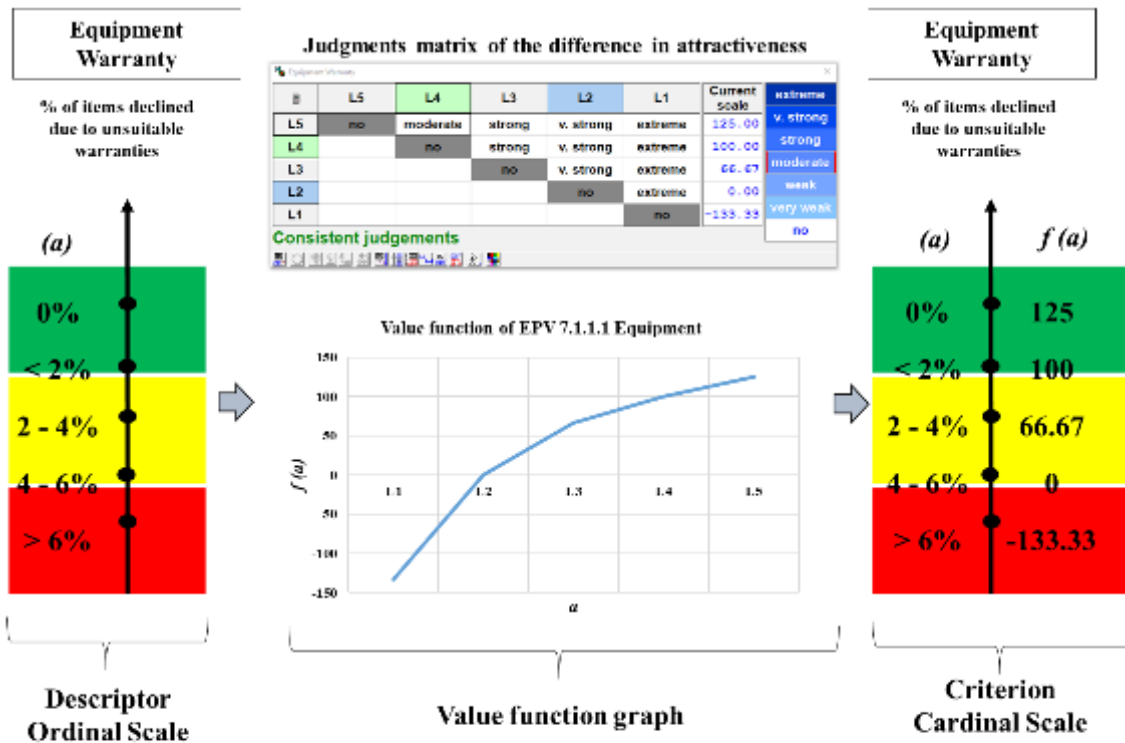 Equipment
Warranty
% of items declined
due to unsuitable
warranties
(a)
0%
< 2%
2 - 4%
4 - 6%
> 6%
Descriptor
Ordinal Scale
Judgments matrix of the difference in attractiveness
Equipment Warranty
L5 L4 L3 L2 L1 Current scale
L5 no moderate strong v. strong extreme 125.00
L4 no strong v. strong extreme 100.00
L3 no v. strong extreme 66.67
L2 no extreme 0.00
L1 no -133.33
extreme
v. strong
strong
moderate
weak
very weak
no
Consistent judgements
Value function of EPV 7.1.1.1 Equipment
f (a)
150
100
50
0
-50
-100
-150
L1 L2 L3 L4 L5
a
Value function graph
Equipment
Warranty
% of items declined
due to unsuitable
warranties
(a) f (a)
0% 125
< 2% 100
2 - 4% 66.67
4 - 6% 0
> 6% -133.33
Criterion
Cardinal Scale